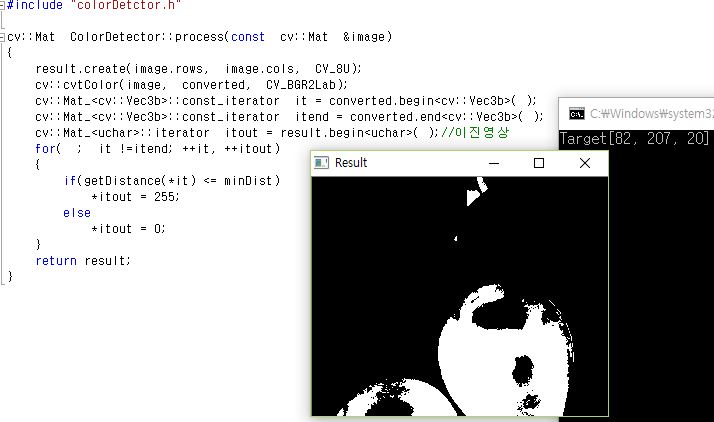 #include "colorDetctor.h"
cv::Mat ColorDetector::process(const cv::Mat &image)
{
result.create(image.rows, image.cols, CV_8U);
cv::cvtColor(image, converted, CV_BGR2Lab);
cv::Mat_<cv::Vec3b>::const_iterator it = converted.begin<cv::Vec3b>( );
cv::Mat_<cv::Vec3b>::const_iterator itend = converted.end<cv::Vec3b>( );
cv::Mat_<uchar>::iterator itout = result.begin<uchar>( );//이진영상
for( ; it !=itend; ++it, ++itout)
{
if(getDistance(*it) <= minDist)
*itout = 255;
else
*itout = 0;
}
return result;
}
C:₩Windows₩system32
Target[82, 207, 20]
Result